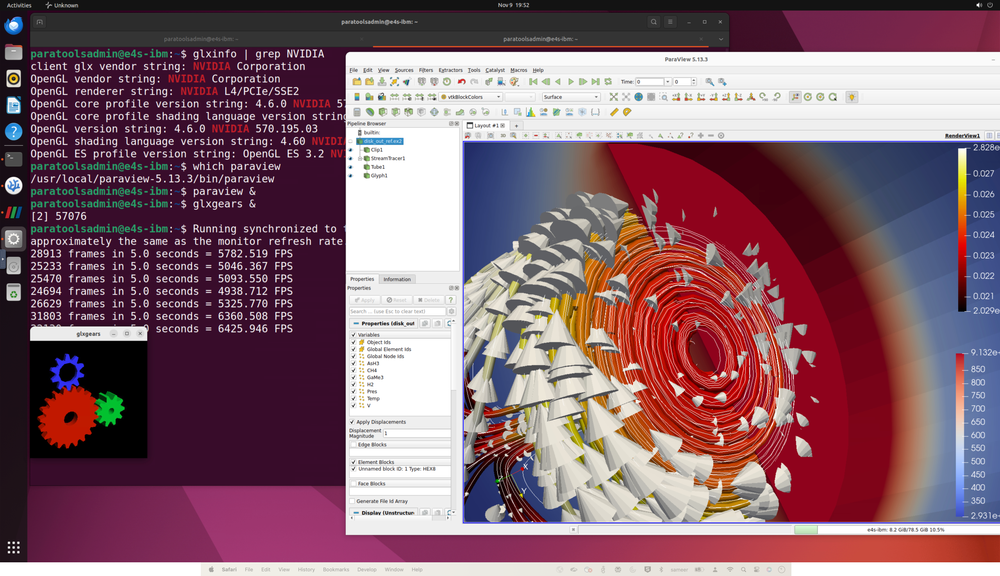 Activities Unknown Nov 9 19:52
paratoolsadmin@e4s-ibm: ~
paratoolsadmin@e4s-ibm: ~ paratoolsadmin@e4s-ibm: ~
paratoolsadmin@e4s-ibm:~$ glxinfo | grep NVIDIA
client glx vendor string: NVIDIA Corporation
OpenGL vendor string: NVIDIA Corporation
OpenGL renderer string: NVIDIA L4/PCIe/SSE2
OpenGL core profile version string: 4.6.0 NVIDIA 57
OpenGL core profile shading language version string
OpenGL version string: 4.6.0 NVIDIA 570.195.03
OpenGL shading language version string: 4.60 NVIDIA
OpenGL ES profile version string: OpenGL ES 3.2 NV
paratoolsadmin@e4s-ibm:~$ which paraview
/usr/local/paraview-5.13.3/bin/paraview
paratoolsadmin@e4s-ibm:~$ paraview &
paratoolsadmin@e4s-ibm:~$ glxgears &
[2] 57076
paratoolsadmin@e4s-ibm:~$ Running synchronized to
approximately the same as the monitor refresh rate.
28913 frames in 5.0 seconds = 5782.519 FPS
25233 frames in 5.0 seconds = 5046.367 FPS
25470 frames in 5.0 seconds = 5093.550 FPS
24694 frames in 5.0 seconds = 4938.712 FPS
26629 frames in 5.0 seconds = 5325.770 FPS
31803 frames in 5.0 seconds = 6360.508 FPS
seconds = 6425.946 FPS
glxgears
ParaView 5.13.3
File Edit View Sources Filters Extractors Tools Catalyst Macros Help
Time: 0 0
vtkBlockColors Surface +X -X +Y -Y +Z -Z +90 -90
Pipeline Browser
builtin:
disk_out_ref.ex2
Clip1
StreamTracer1
Tube1
Glyph1
Layout #1 +
3D RenderView1
Properties Information
Properties
Apply Reset Delete ?
Search ... (use Esc to clear text)
Properties (disk_out
Variables
Object Ids
Global Element Ids
Global Node Ids
AsH3
CH4
GaMe3
H2
Pres
Temp
V
Apply Displacements
Displacement Magnitude 1
Edge Blocks
Element Blocks
Unnamed block ID: 1 Type: HEX8
Face Blocks
Generate File Id Array
Display (Unstructure
2.828e
0.027
0.026
0.025
0.024
0.023
0.022
0.021
2.029e
9.132e+
850
800
750
700
650
600
550
500
450
400
350
2.931e+
X
Z
Y
e4s-ibm: 8.2 GiB/78.5 GiB 10.5%
Safari File Edit View History Bookmarks Develop Window Help sameer